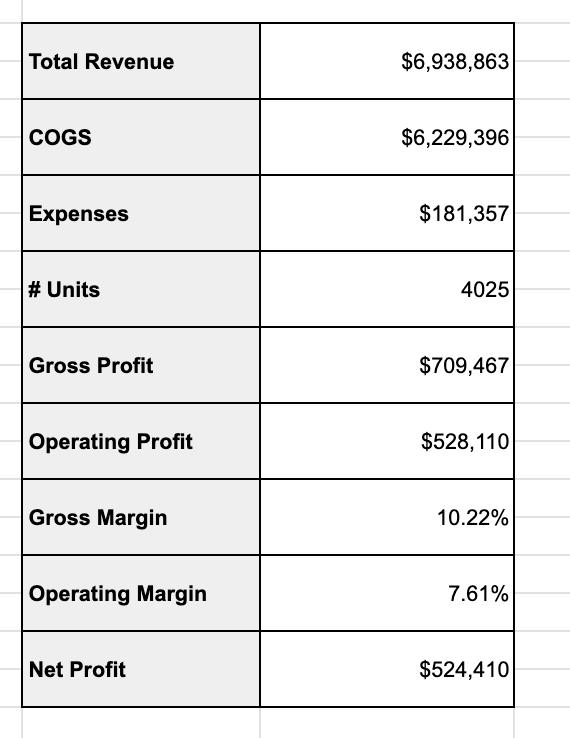 Total Revenue $6,938,863
COGS $6,229,396
Expenses $181,357
# Units 4025
Gross Profit $709,467
Operating Profit $528,110
Gross Margin 10.22%
Operating Margin 7.61%
Net Profit $524,410